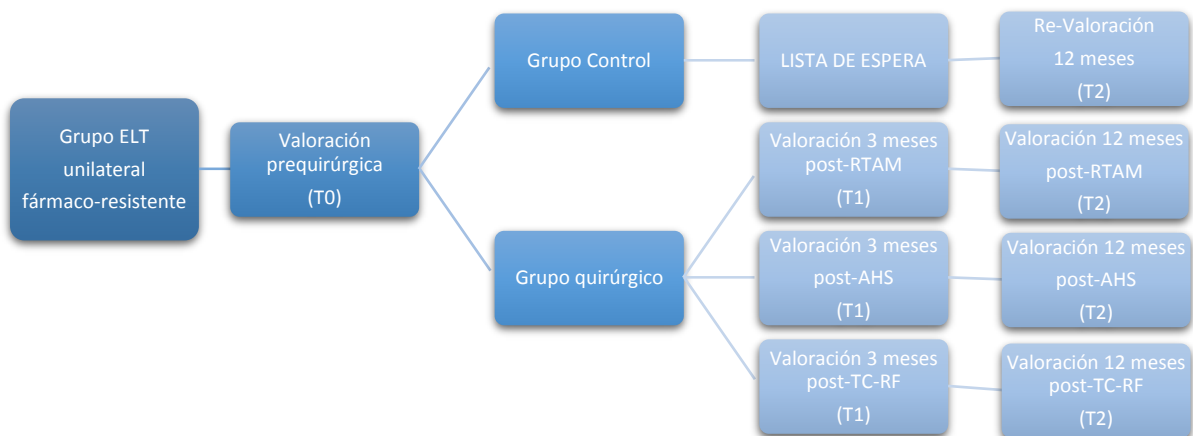 Grupo ELT
unilateral
fármaco-resistente
Valoración
prequirúrgica
(T0)
Grupo Control
LISTA DE ESPERA
Re-Valoración
12 meses
(T2)
Grupo quirúrgico
Valoración 3 meses
post-RTAM
(T1)
Valoración 12 meses
post-RTAM
(T2)
Valoración 3 meses
post-AHS
(T1)
Valoración 12 meses
post-AHS
(T2)
Valoración 3 meses
post-TC-RF
(T1)
Valoración 12 meses
post-TC-RF
(T2)